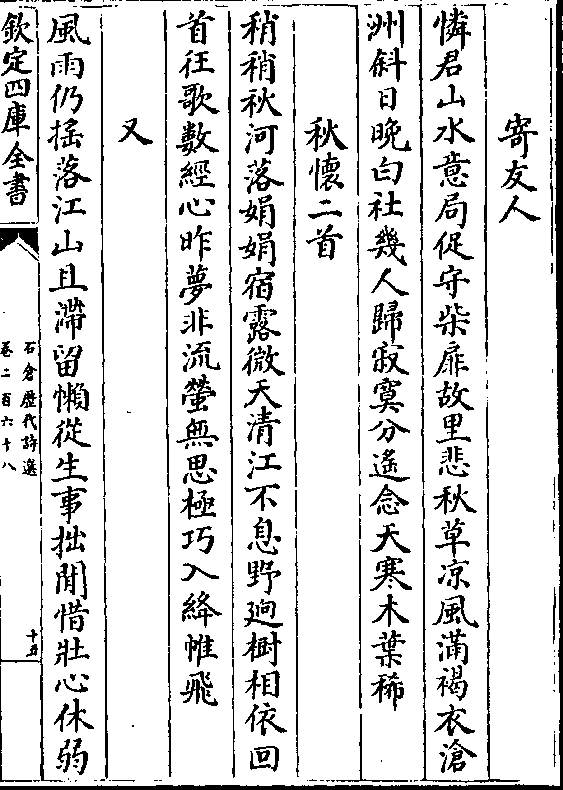 寄友人
憐君山水意局促守柴扉故里悲秋草凉風滿褐衣滄
洲斜日晚白社幾人歸寂寞分遙念天寒木葉稀
秋懷二首
稍稍秋河落娟娟宿露微天清江不息野逈樹相依回
首狂歌數經心昨夢非流螢無思極巧入絳帷飛
又
風雨仍搖落江山且滯留懶從生事拙閒惜壯心休弱
欽定四庫全書
石倉歷代詩選
卷二百六十八
十五